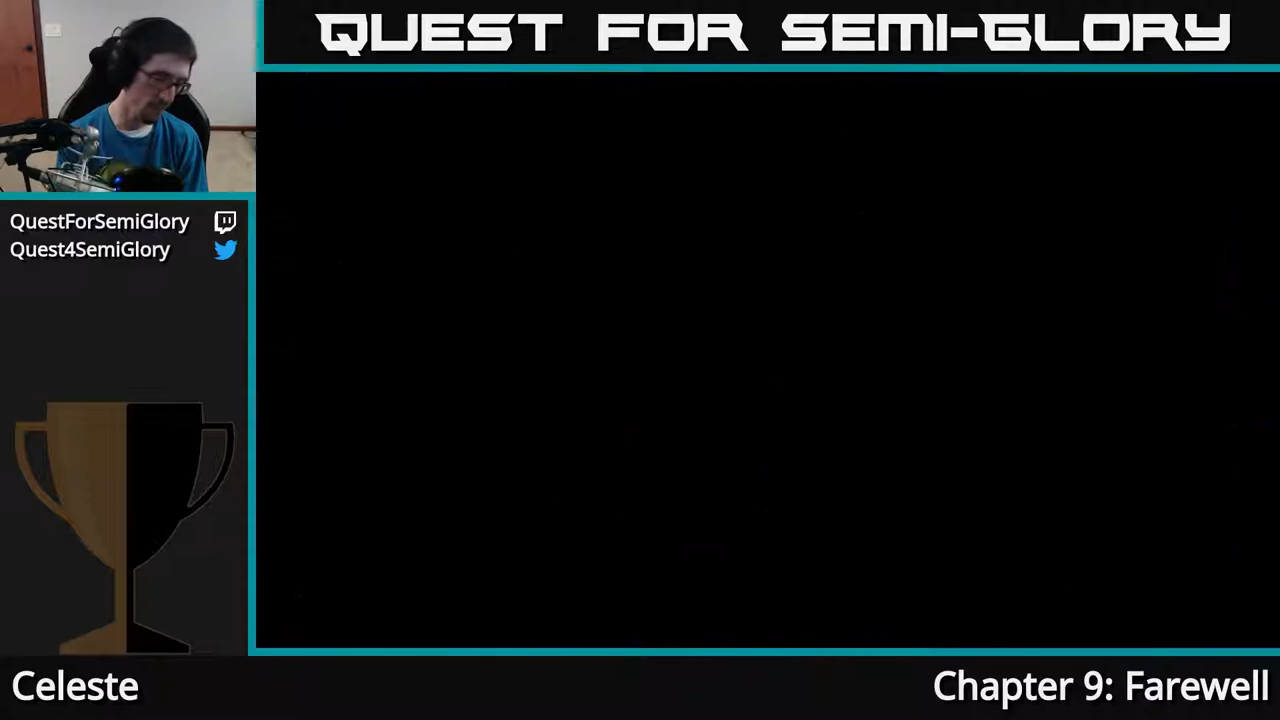 QUEST FOR SEMI-GLORY
QuestForSemiGlory
Quest4SemiGlory
Celeste
Chapter 9: Farewell